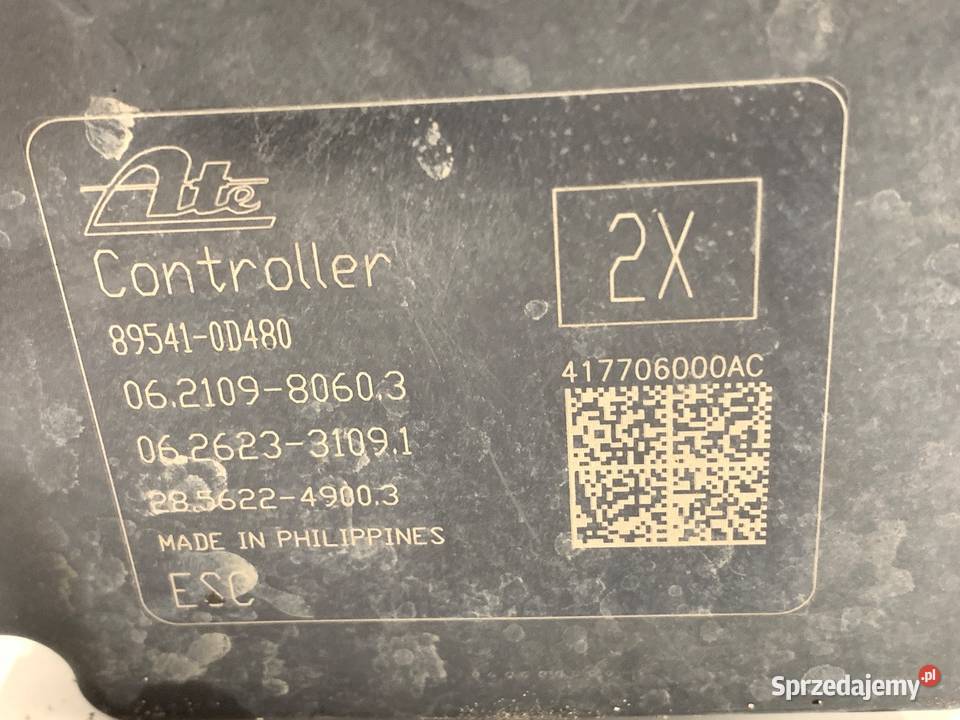 Ate
2X
Controller
89541-0D480
417706000AC
06.2109-8060.3
06.2623-3109.1
28.5622-4900.3
MADE IN PHILIPPINES
ESC
Sprzedajemy.pl